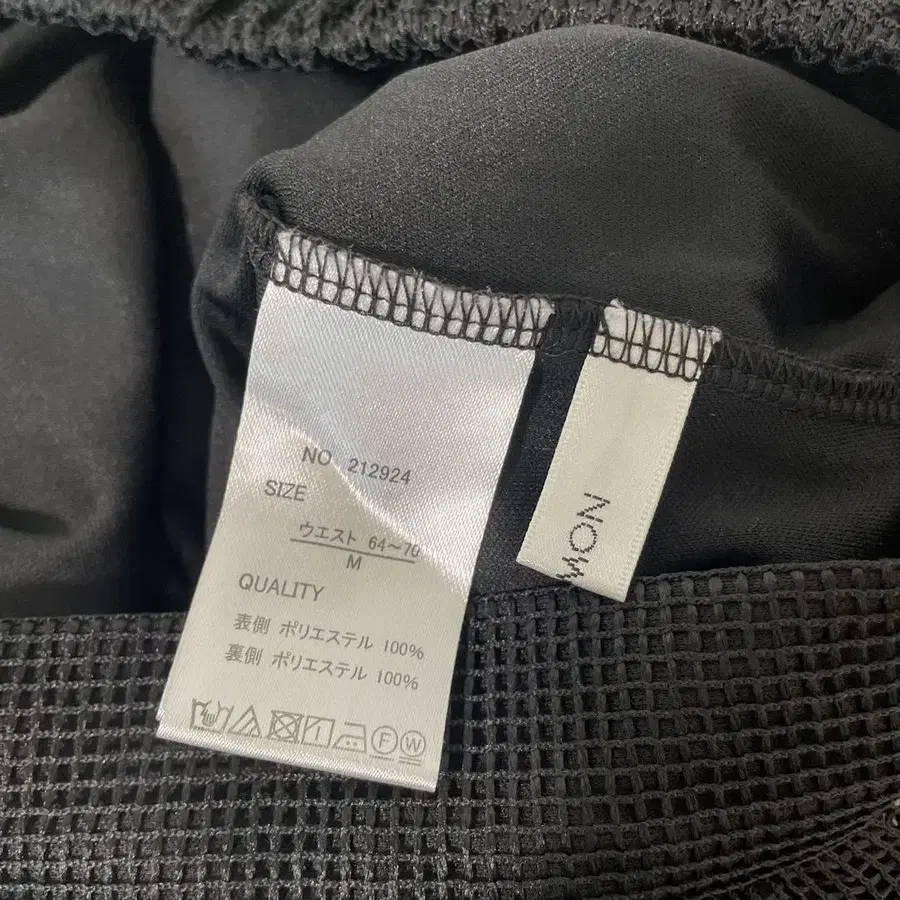 NO 212924
SIZE
ウエスト 64~70
M
QUALITY
表側 ポリエステル 100%
裏側 ポリエステル 100%
F W
NOWM